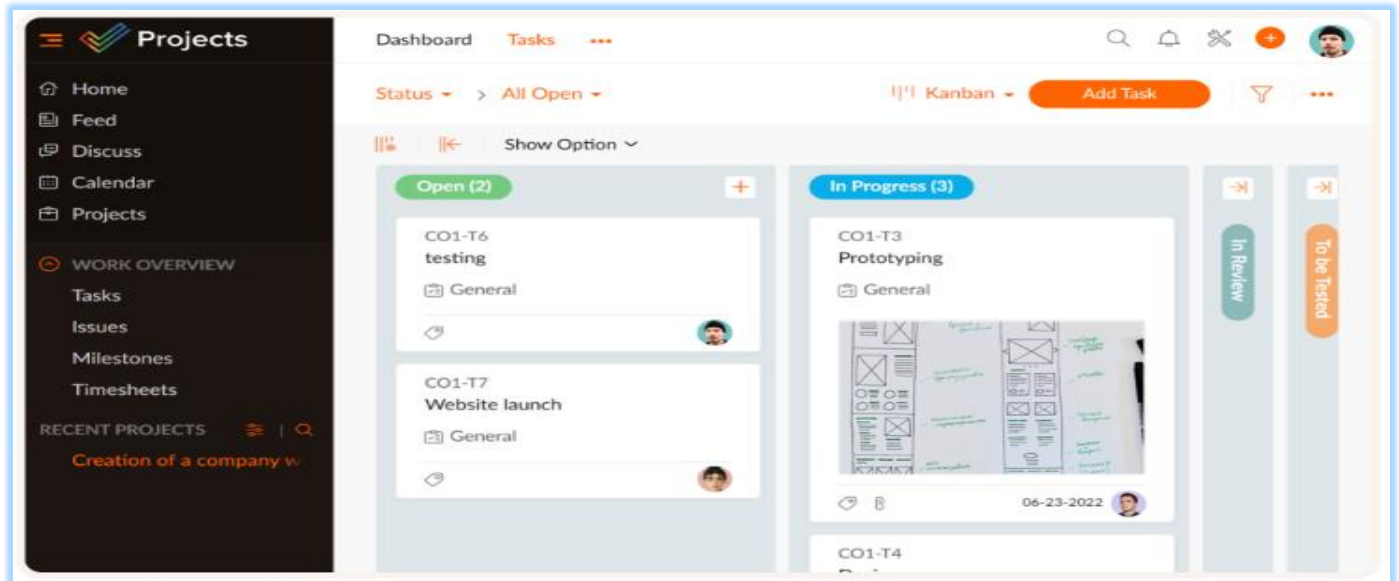 Projects
Home
Feed
Discuss
Calendar
Projects
WORK OVERVIEW
Tasks
Issues
Milestones
Timesheets
RECENT PROJECTS
Creation of a company w
Dashboard Tasks
Status > All Open
Kanban Add Task
Show Option
Open (2)
CO1-T6
testing
General
CO1-T7
Website launch
General
In Progress (3)
CO1-T3
Prototyping
General
06-23-2022
CO1-T4
In Review
To be Tested